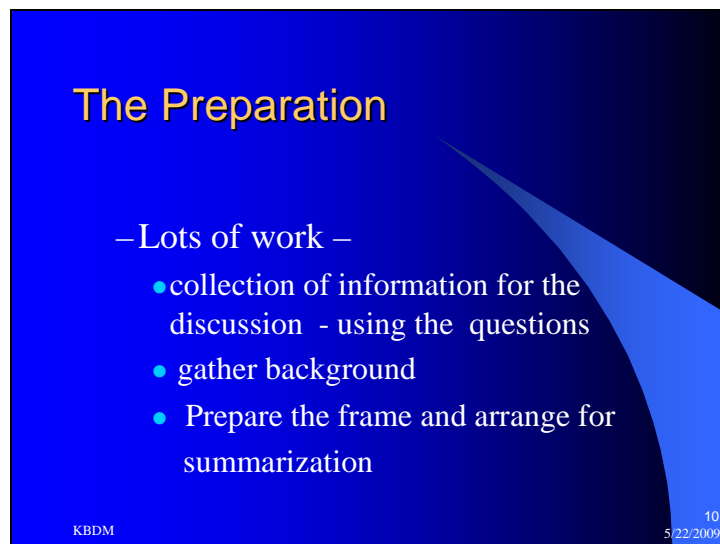 The Preparation
– Lots of work –
•collection of information for the
discussion - using the questions
• gather background
• Prepare the frame and arrange for
summarization
KBDM
10
5/22/2009